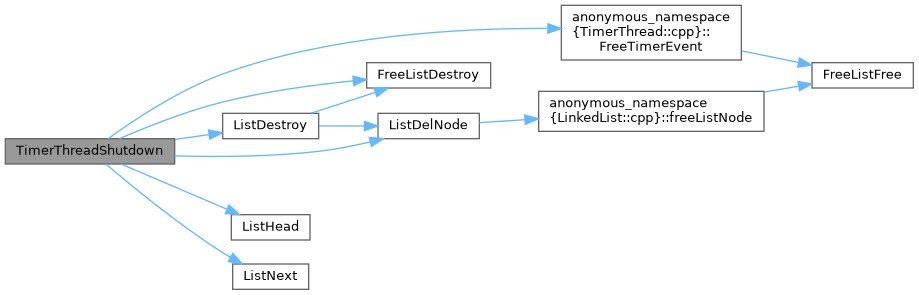 anonymous_namespace
{TimerThread::cpp}::
FreeTimerEvent
FreeListDestroy
FreeListFree
ListDestroy
ListDelNode
anonymous_namespace
{LinkedList::cpp}::freeListNode
TimerThreadShutdown
ListHead
ListNext